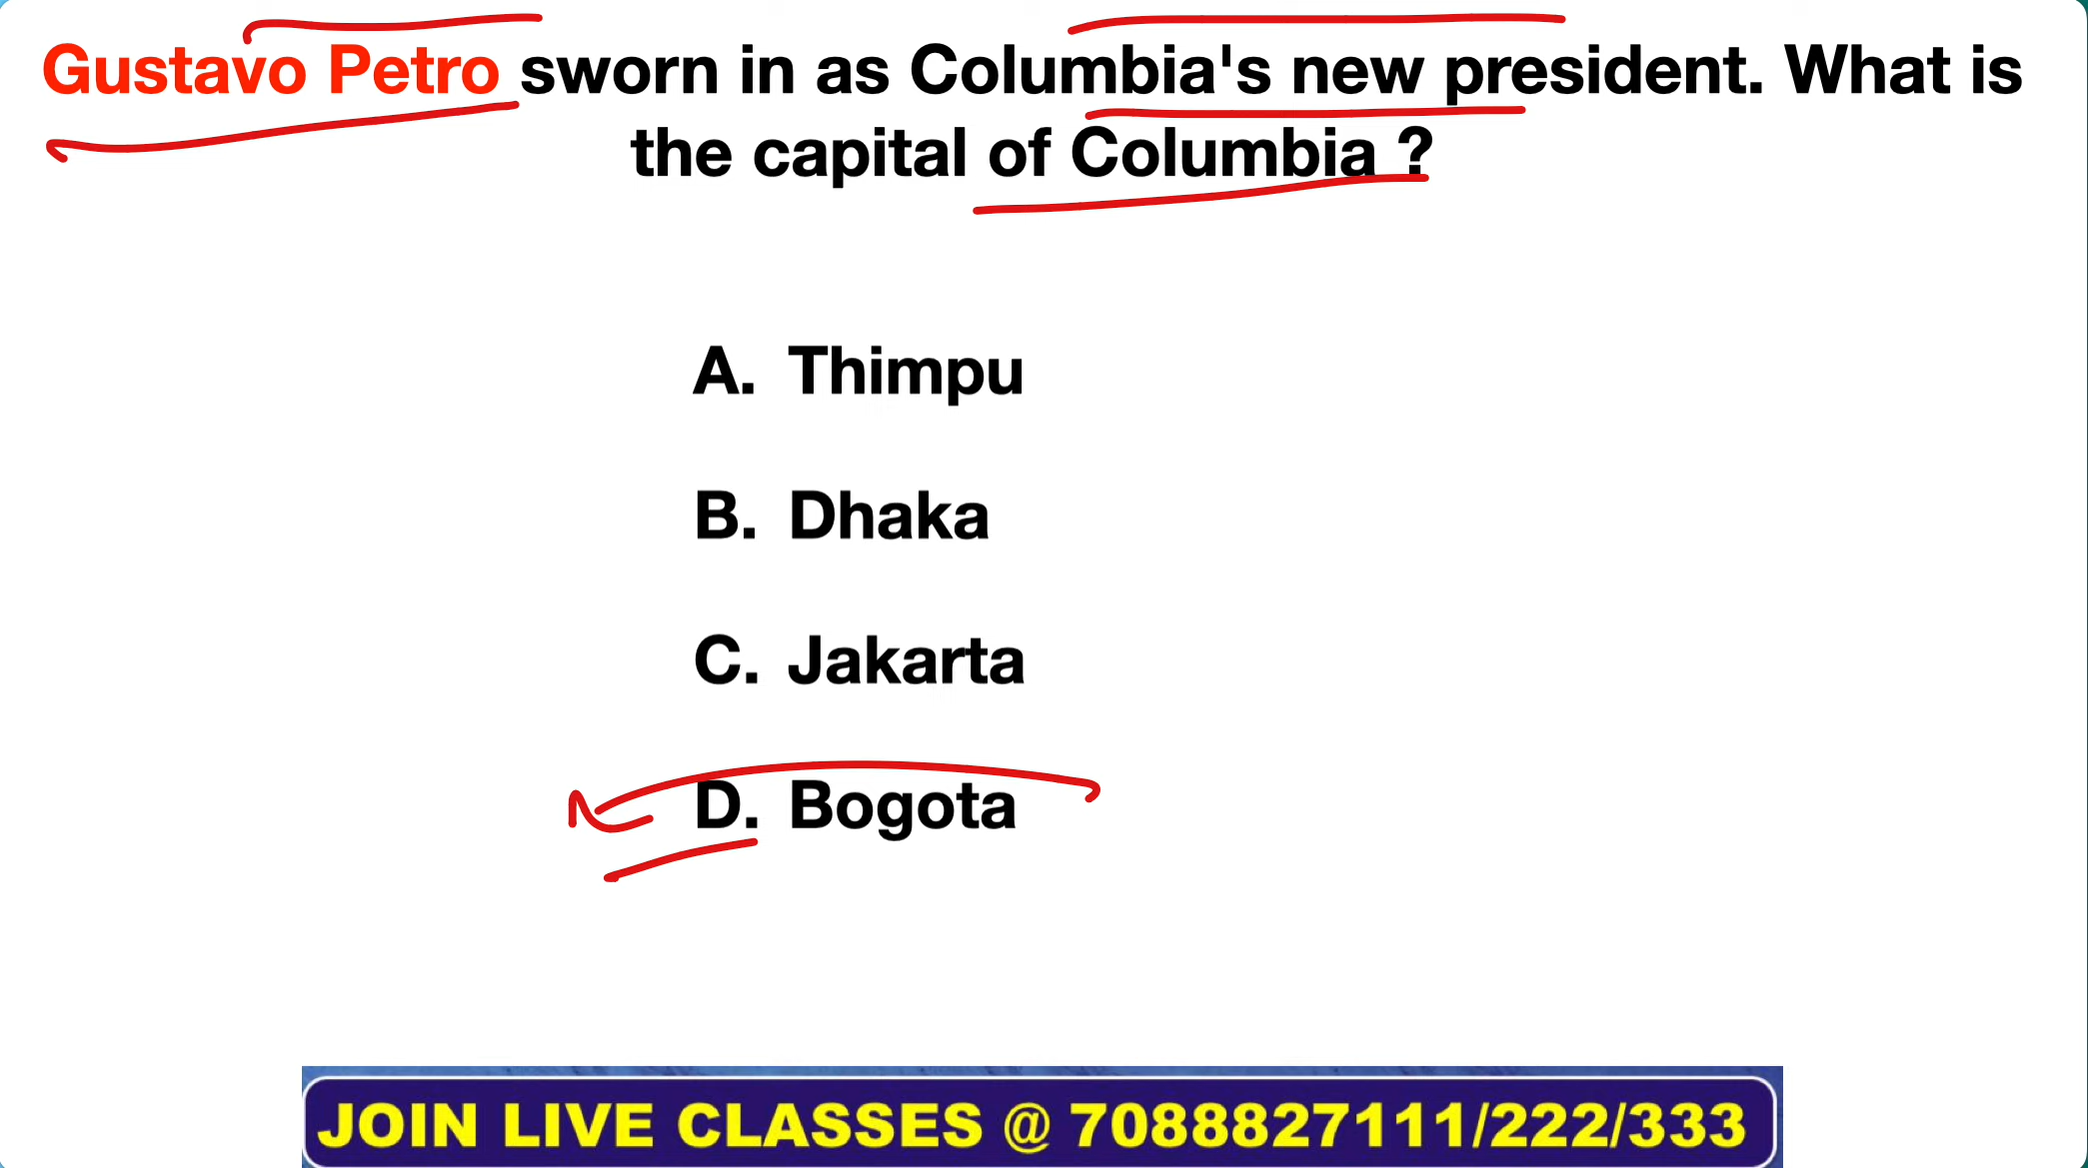 Gustavo Petro sworn in as Columbia's new president. What is
the capital of Columbia ?
A. Thimpu
B. Dhaka
C. Jakarta
D. Bogota
JOIN LIVE CLASSES @ 7088827111/222/333